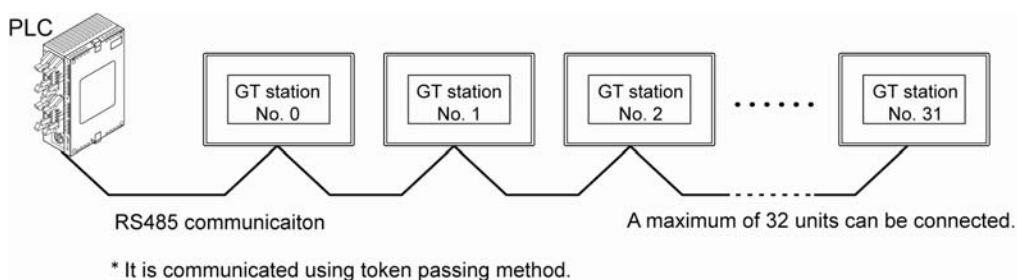 PLC
GT station
No. 0
GT station
No. 1
GT station
No. 2
GT station
No. 31
RS485 communicaiton
A maximum of 32 units can be connected.
* It is communicated using token passing method.